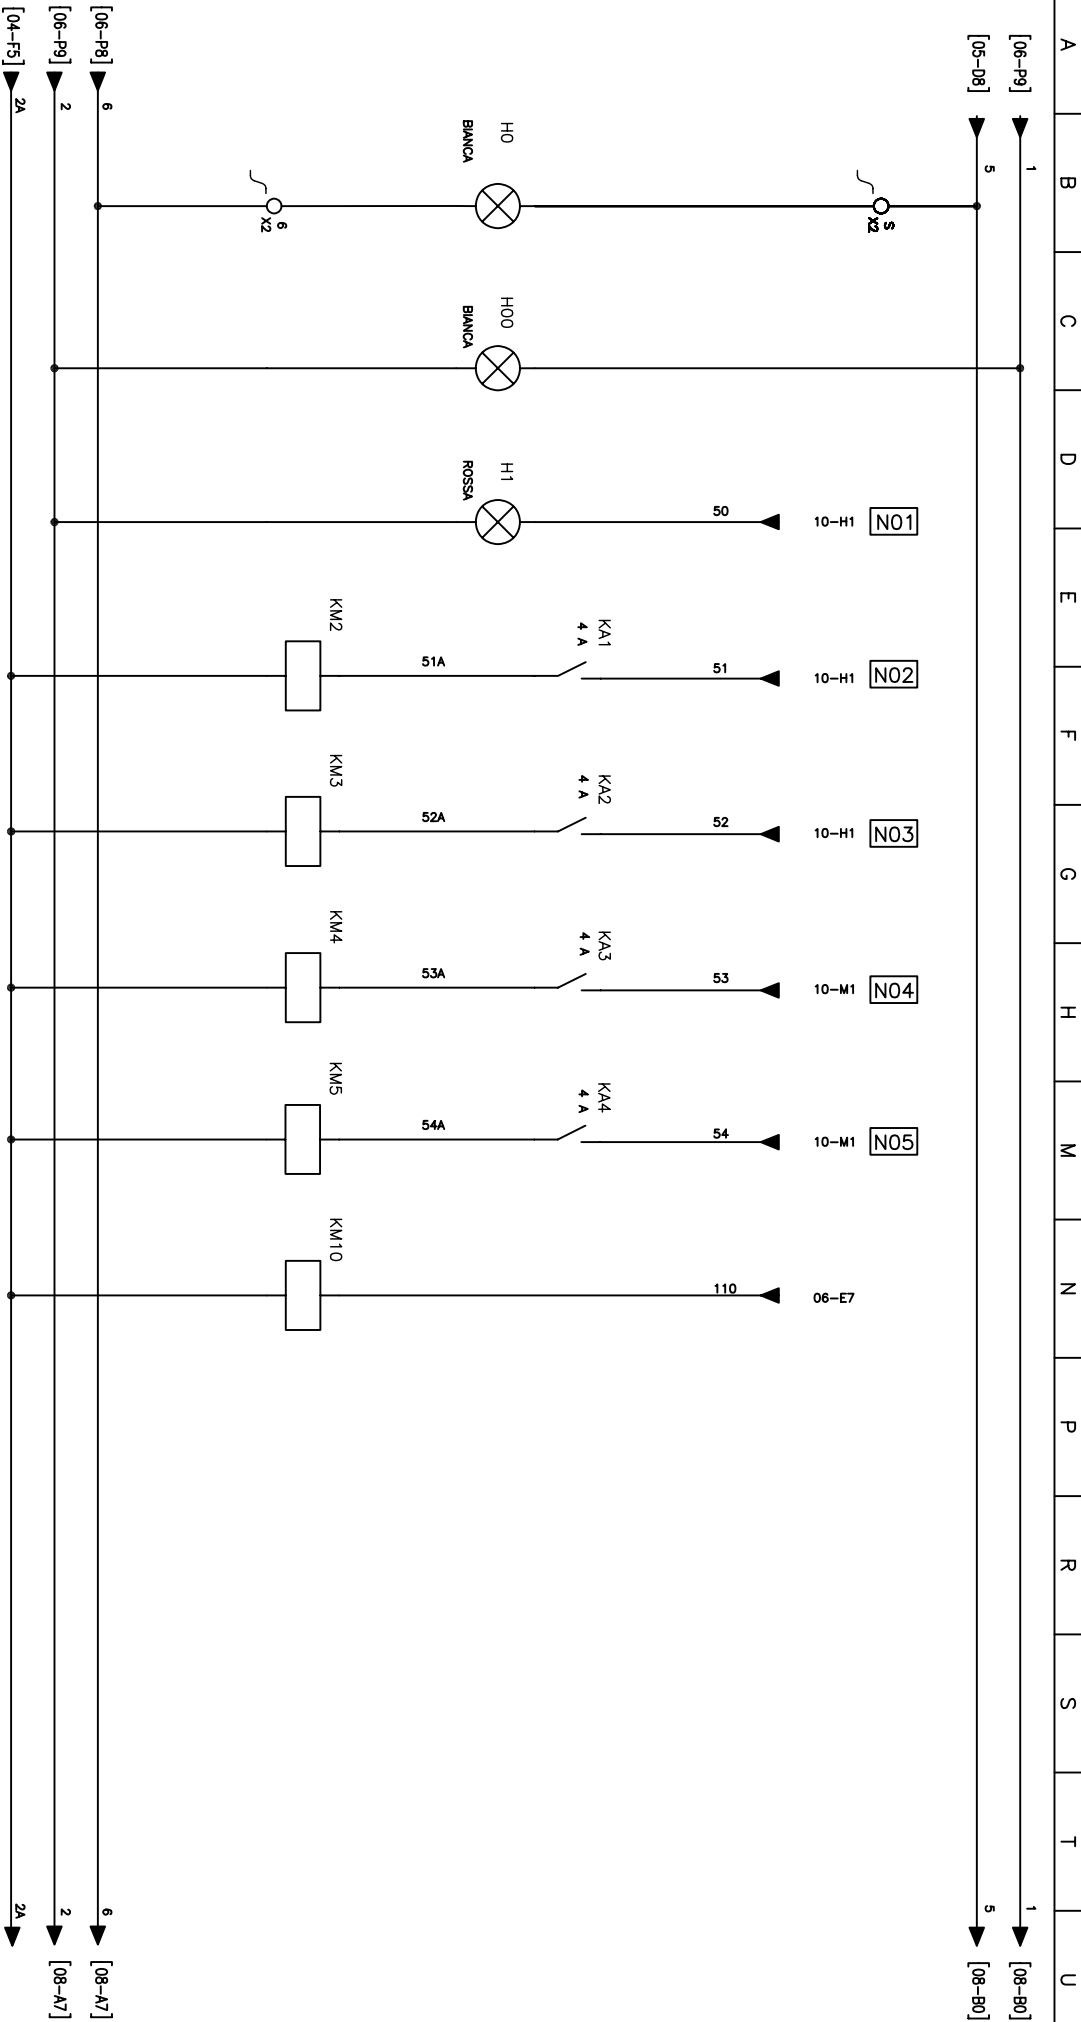 A
B
C
D
E
F
G
H
M
N
P
R
S
T
U
[06-P9]
1
1
[08-B0]
[05-D8]
5
5
[08-B0]
S
X2
H0
BIANCA
6
X2
H00
BIANCA
N01
10-H1
50
H1
ROSSA
N02
10-H1
51
KA1
4 A
51A
KM2
N03
10-H1
52
KA2
4 A
52A
KM3
N04
10-M1
53
KA3
4 A
53A
KM4
N05
10-M1
54
KA4
4 A
54A
KM5
06-E7
110
KM10
[06-P8]
6
6
[08-A7]
[06-P9]
2
2
[08-A7]
[04-F5]
2A
2A